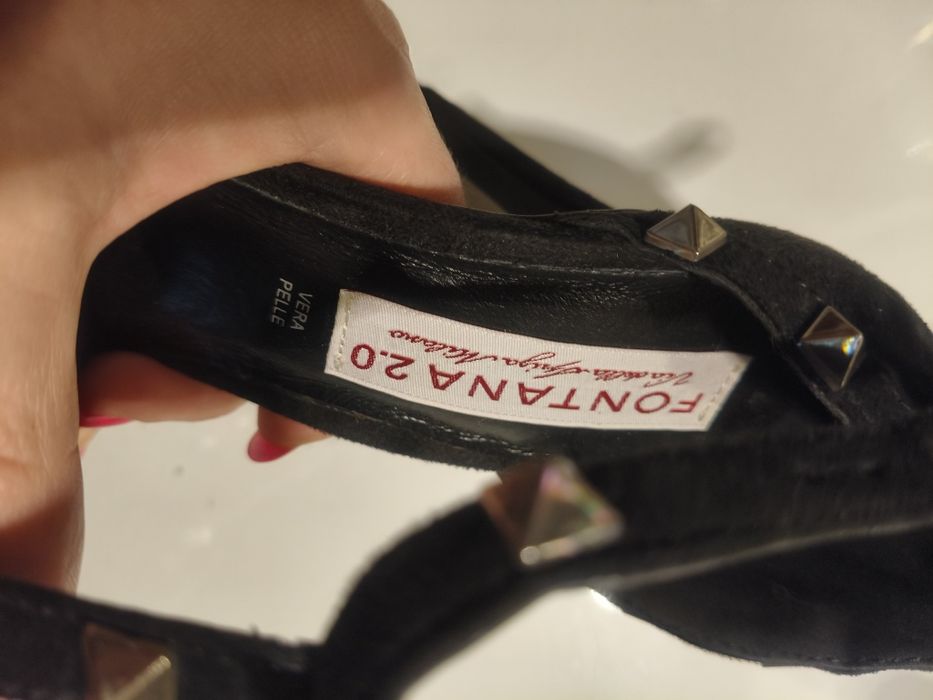 FONTANA 2.0
Via della Spiga Milano
VERA
PELLE